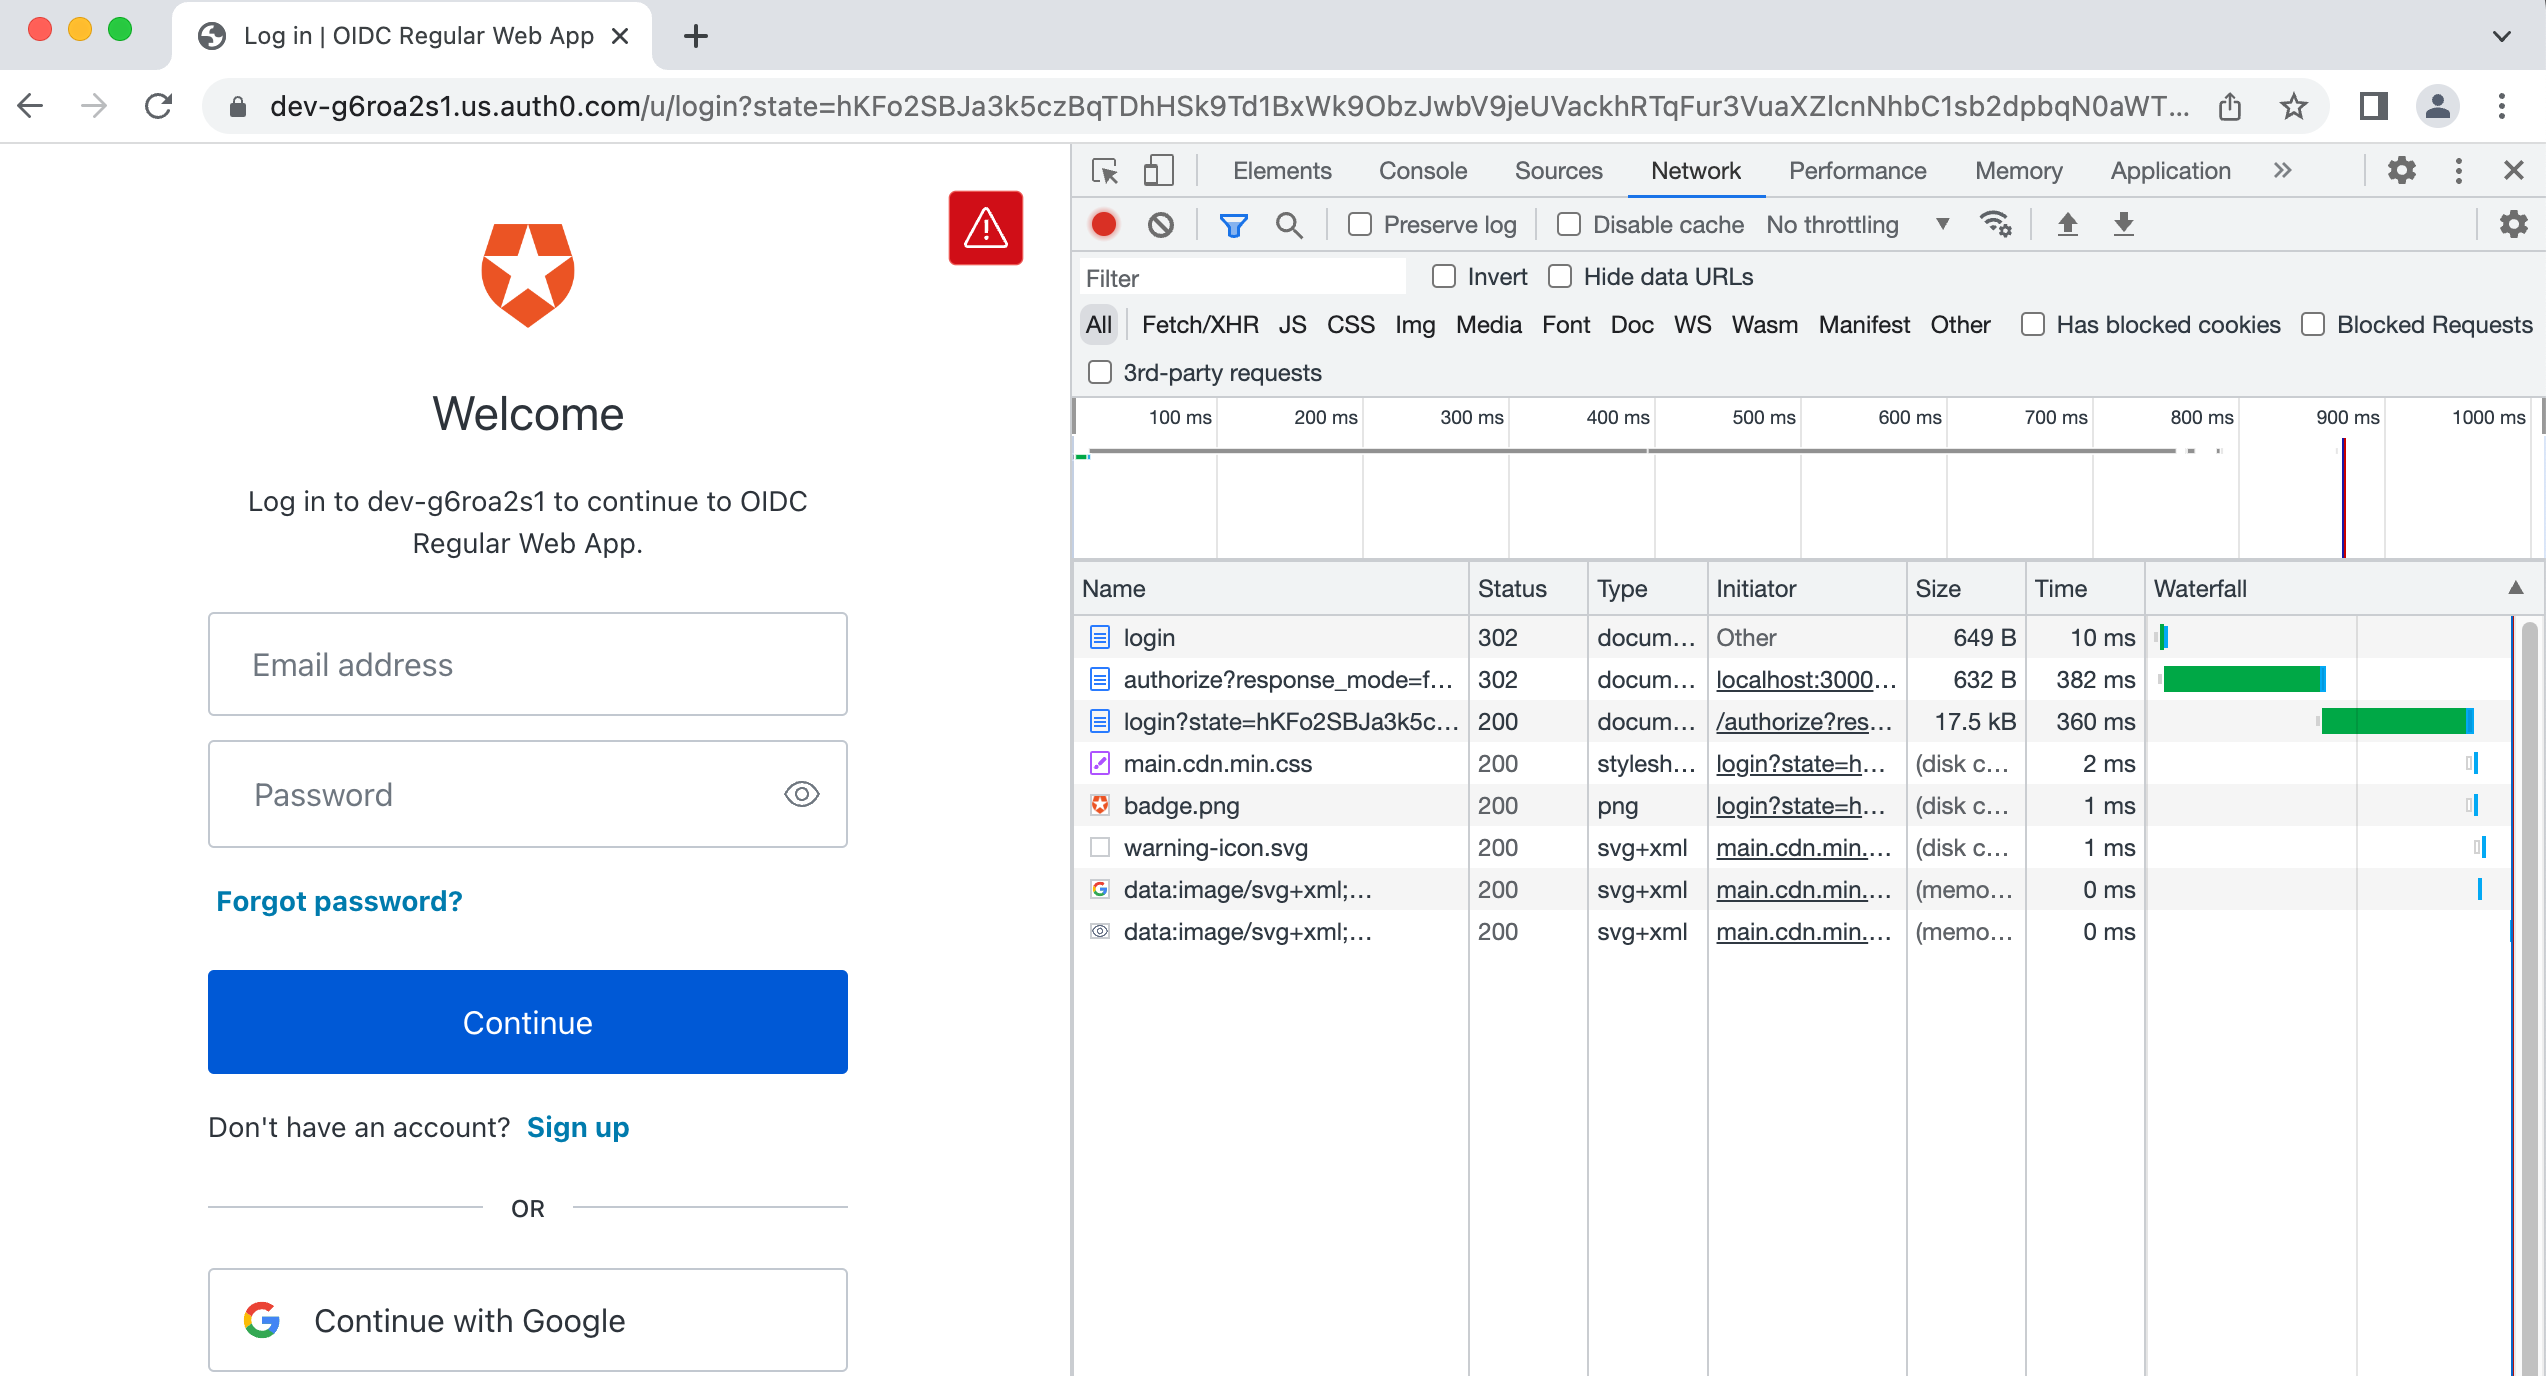 Log in | OIDC Regular Web App
dev-g6roa2s1.us.auth0.com/u/login?state=hKFo2SBJa3k5czBqTDhHSk9Td1BxWk9ObzJwbV9jeUVackhRTqFur3VuaXZlcnNhbC1sb2dpbqN0aWT...
Welcome
Log in to dev-g6roa2s1 to continue to OIDC
Regular Web App.
Email address
Password
Forgot password?
Continue
Don't have an account? Sign up
OR
Continue with Google
Elements Console Sources Network Performance Memory Application
Preserve log Disable cache No throttling
Filter Invert Hide data URLs
All Fetch/XHR JS CSS Img Media Font Doc WS Wasm Manifest Other Has blocked cookies Blocked Requests
3rd-party requests
100 ms 200 ms 300 ms 400 ms 500 ms 600 ms 700 ms 800 ms 900 ms 1000 ms
Name Status Type Initiator Size Time Waterfall
login 302 docum... Other 649 B 10 ms
authorize?response_mode=f... 302 docum... localhost:3000... 632 B 382 ms
login?state=hKFo2SBJa3k5c... 200 docum... /authorize?res... 17.5 kB 360 ms
main.cdn.min.css 200 stylesh... login?state=h... (disk c... 2 ms
badge.png 200 png login?state=h... (disk c... 1 ms
warning-icon.svg 200 svg+xml main.cdn.min.... (disk c... 1 ms
data:image/svg+xml;... 200 svg+xml main.cdn.min.... (memo... 0 ms
data:image/svg+xml;... 200 svg+xml main.cdn.min.... (memo... 0 ms